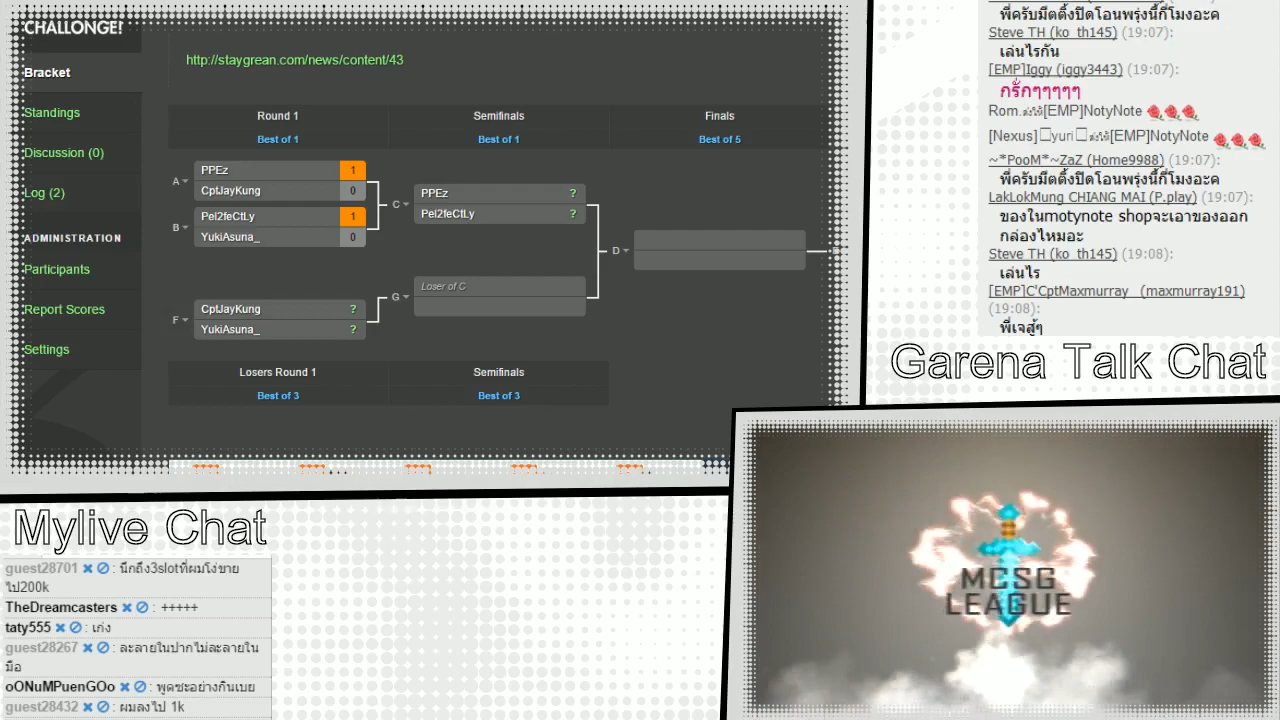 CHALLONGE!
Bracket
Standings
Discussion (0)
Log (2)
ADMINISTRATION
Participants
Report Scores
Settings
http://staygrean.com/news/content/43
Round 1
Semifinals
Finals
Best of 1
Best of 1
Best of 5
A
PPEz 1
CptJayKung 0
B
Pel2feCtLy 1
YukiAsuna_ 0
C
PPEz ?
Pel2feCtLy ?
D
G
Loser of C
F
CptJayKung ?
YukiAsuna_ ?
Losers Round 1
Semifinals
Best of 3
Best of 3
พี่ครับมีตติ้งปิดโอนพรุ่งนี้กี่โมงอะค
Steve TH (ko_th145) (19:07):
เล่นไรกัน
[EMP]Iggy (iggy3443) (19:07):
กรั่กๆๆๆๆๆ
[EMP]NotyNote
[EMP]NotyNote
~*PooM*~ZaZ (Home9988) (19:07):
พี่ครับมีตติ้งปิดโอนพรุ่งนี้กี่โมงอะค
LakLokMung CHIANG MAI (P.play) (19:07):
ของในmotynote shopจะเอาของออก
กล่องไหมอะ
Steve TH (ko_th145) (19:08):
เล่นไร
[EMP]C'CptMaxmurray_ (maxmurray191)
(19:08):
พี่เจสู้ๆ
Garena Talk Chat
Mylive Chat
guest28701 : นึกถึง3slotที่ผมโง่ขาย
ไป200k
TheDreamcasters : +++++
taty555 : เก่ง
guest28267 : ละลายในปากไม่ละลายใน
มือ
oONuMPuenGOo : พูดซะอย่างกินเบย
guest28432 : ผมลงไป 1k
MCSG
LEAGUE